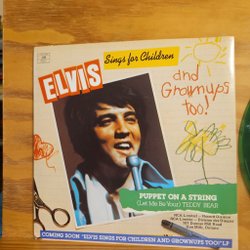 ELVIS
Sings for Children
and
Grownups
too!
PUPPET ON A STRING
(Let Me Be Your) TEDDY BEAR
COMING SOON "ELVIS SINGS FOR
CHILDREN AND GROWNUPS TOO!" LP